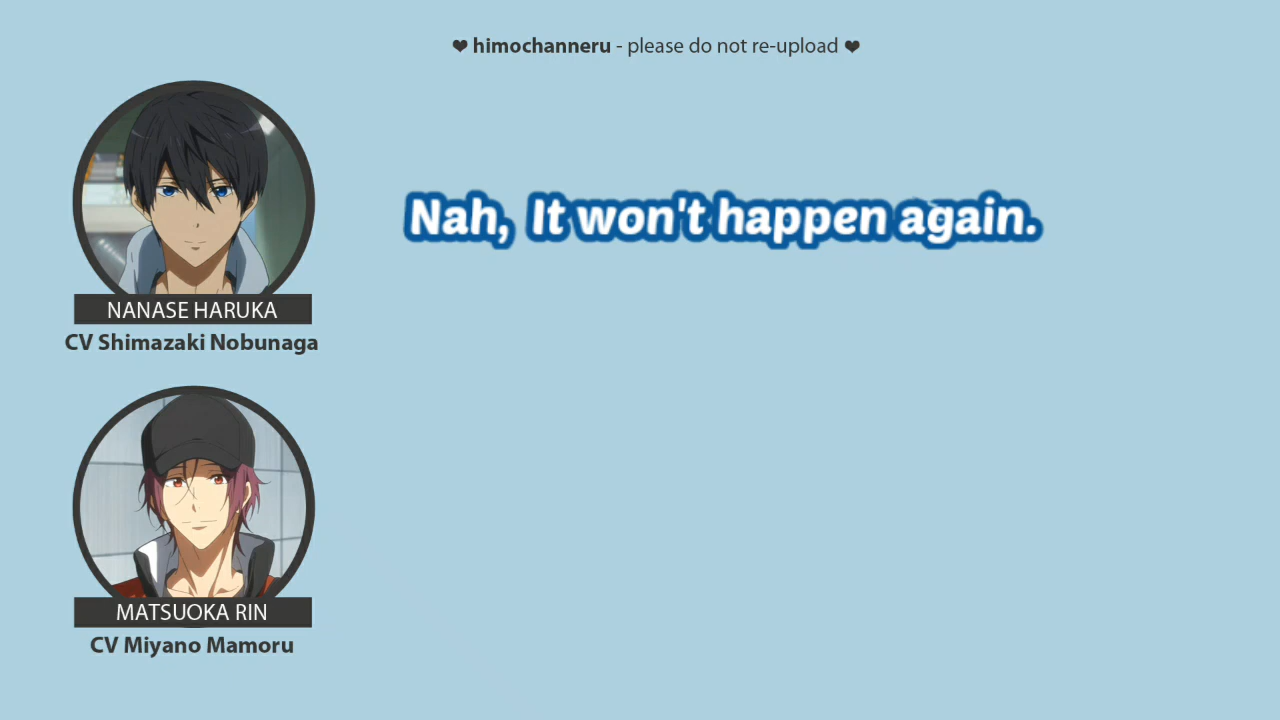 ❤ himochanneru - please do not re-upload ❤
Nah, It won't happen again.
NANASE HARUKA
CV Shimazaki Nobunaga
MATSUOKA RIN
CV Miyano Mamoru